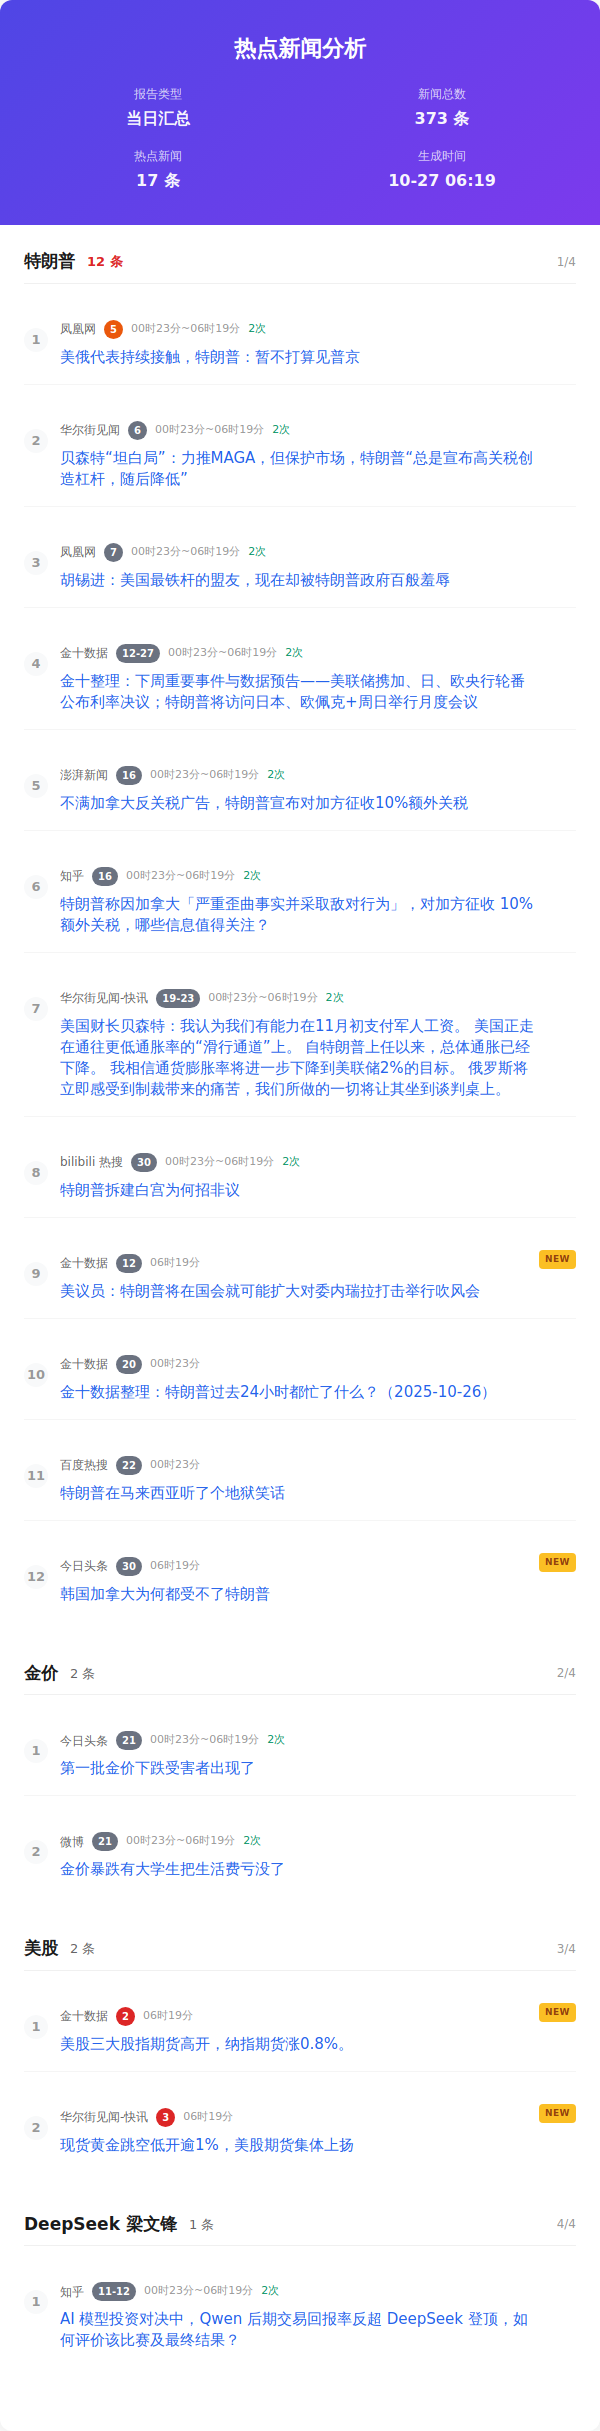 热点新闻分析
报告类型
新闻总数
当日汇总
373 条
热点新闻
生成时间
17 条
10-27 06:19
特朗普 12 条 1/4
1 凤凰网 5 00时23分~06时19分 2次
美俄代表持续接触，特朗普：暂不打算见普京
2 华尔街见闻 6 00时23分~06时19分 2次
贝森特“坦白局”：力推MAGA，但保护市场，特朗普“总是宣布高关税创
造杠杆，随后降低”
3 凤凰网 7 00时23分~06时19分 2次
胡锡进：美国最铁杆的盟友，现在却被特朗普政府百般羞辱
4 金十数据 12-27 00时23分~06时19分 2次
金十整理：下周重要事件与数据预告——美联储携加、日、欧央行轮番
公布利率决议；特朗普将访问日本、欧佩克+周日举行月度会议
5 澎湃新闻 16 00时23分~06时19分 2次
不满加拿大反关税广告，特朗普宣布对加方征收10%额外关税
6 知乎 16 00时23分~06时19分 2次
特朗普称因加拿大「严重歪曲事实并采取敌对行为」，对加方征收 10%
额外关税，哪些信息值得关注？
7 华尔街见闻-快讯 19-23 00时23分~06时19分 2次
美国财长贝森特：我认为我们有能力在11月初支付军人工资。 美国正走
在通往更低通胀率的“滑行通道”上。 自特朗普上任以来，总体通胀已经
下降。 我相信通货膨胀率将进一步下降到美联储2%的目标。 俄罗斯将
立即感受到制裁带来的痛苦，我们所做的一切将让其坐到谈判桌上。
8 bilibili 热搜 30 00时23分~06时19分 2次
特朗普拆建白宫为何招非议
9 金十数据 12 06时19分 NEW
美议员：特朗普将在国会就可能扩大对委内瑞拉打击举行吹风会
10 金十数据 20 00时23分
金十数据整理：特朗普过去24小时都忙了什么？（2025-10-26）
11 百度热搜 22 00时23分
特朗普在马来西亚听了个地狱笑话
12 今日头条 30 06时19分 NEW
韩国加拿大为何都受不了特朗普
金价 2 条 2/4
1 今日头条 21 00时23分~06时19分 2次
第一批金价下跌受害者出现了
2 微博 21 00时23分~06时19分 2次
金价暴跌有大学生把生活费亏没了
美股 2 条 3/4
1 金十数据 2 06时19分 NEW
美股三大股指期货高开，纳指期货涨0.8%。
2 华尔街见闻-快讯 3 06时19分 NEW
现货黄金跳空低开逾1%，美股期货集体上扬
DeepSeek 梁文锋 1 条 4/4
1 知乎 11-12 00时23分~06时19分 2次
AI 模型投资对决中，Qwen 后期交易回报率反超 DeepSeek 登顶，如
何评价该比赛及最终结果？